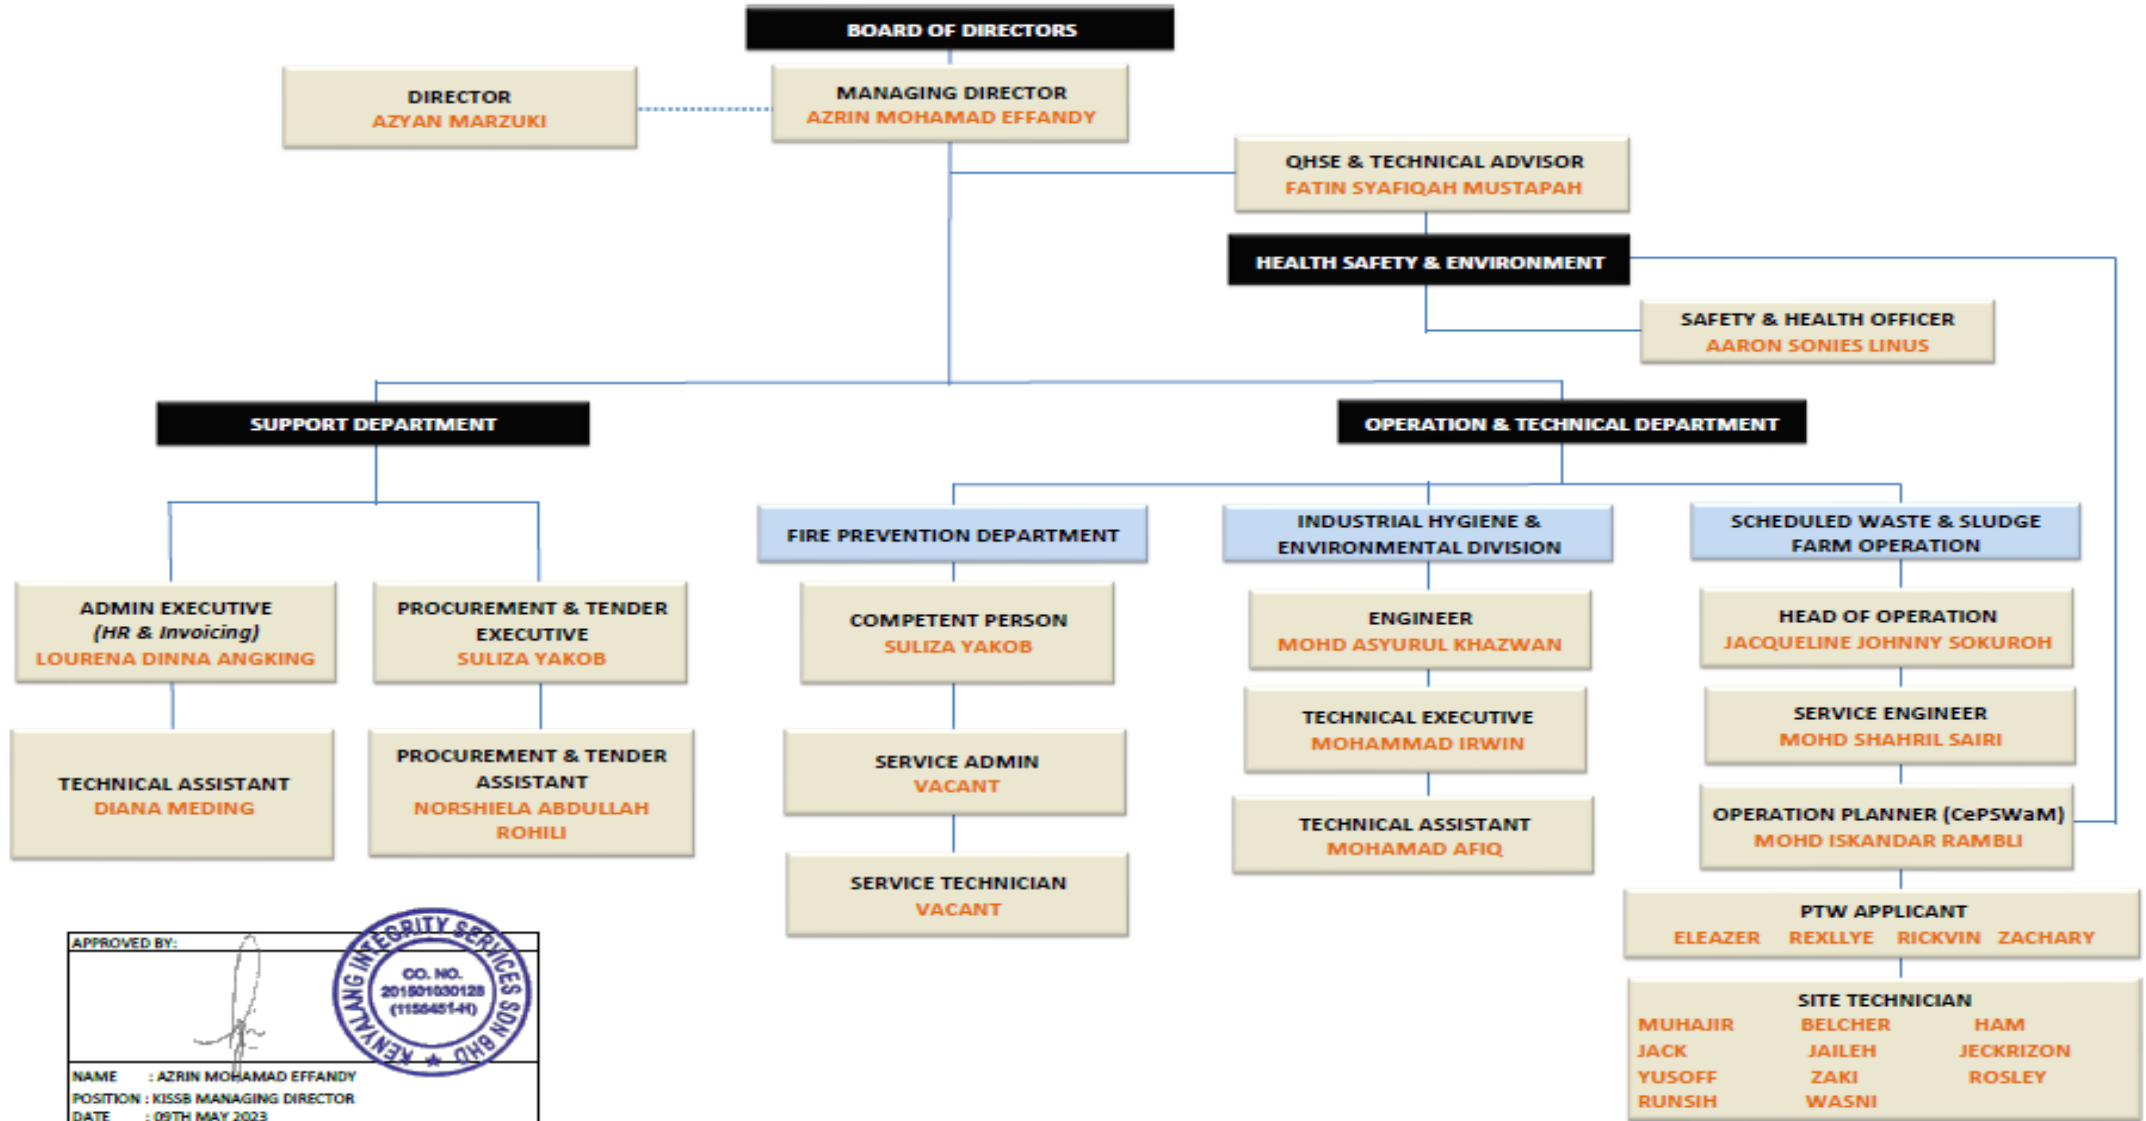 BOARD OF DIRECTORS
DIRECTOR
AZYAN MARZUKI
MANAGING DIRECTOR
AZRIN MOHAMAD EFFANDY
QHSE & TECHNICAL ADVISOR
FATIN SYAFIQAH MUSTAPAH
HEALTH SAFETY & ENVIRONMENT
SAFETY & HEALTH OFFICER
AARON SONIES LINUS
SUPPORT DEPARTMENT
OPERATION & TECHNICAL DEPARTMENT
ADMIN EXECUTIVE
(HR & Invoicing)
LOURENA DINNA ANGKING
TECHNICAL ASSISTANT
DIANA MEDING
PROCUREMENT & TENDER
EXECUTIVE
SULIZA YAKOB
PROCUREMENT & TENDER
ASSISTANT
NORSHIELA ABDULLAH
ROHILI
FIRE PREVENTION DEPARTMENT
COMPETENT PERSON
SULIZA YAKOB
SERVICE ADMIN
VACANT
SERVICE TECHNICIAN
VACANT
INDUSTRIAL HYGIENE &
ENVIRONMENTAL DIVISION
ENGINEER
MOHD ASYURUL KHAZWAN
TECHNICAL EXECUTIVE
MOHAMMAD IRWIN
TECHNICAL ASSISTANT
MOHAMAD AFIQ
SCHEDULED WASTE & SLUDGE
FARM OPERATION
HEAD OF OPERATION
JACQUELINE JOHNNY SOKUROH
SERVICE ENGINEER
MOHD SHAHRIL SAIRI
OPERATION PLANNER (CePSWaM)
MOHD ISKANDAR RAMBLI
PTW APPLICANT
ELEAZER REXLLYE RICKVIN ZACHARY
SITE TECHNICIAN
MUHAJIR BELCHER HAM
JACK JAILEH JECKRIZON
YUSOFF ZAKI ROSLEY
RUNSIH WASNI
APPROVED BY:
KENYALANG INTEGRITY SERVICES SDN BHD
CO. NO.
201501030128
(1156451-H)
NAME : AZRIN MOHAMAD EFFANDY
POSITION : KISSB MANAGING DIRECTOR
DATE : 09TH MAY 2023